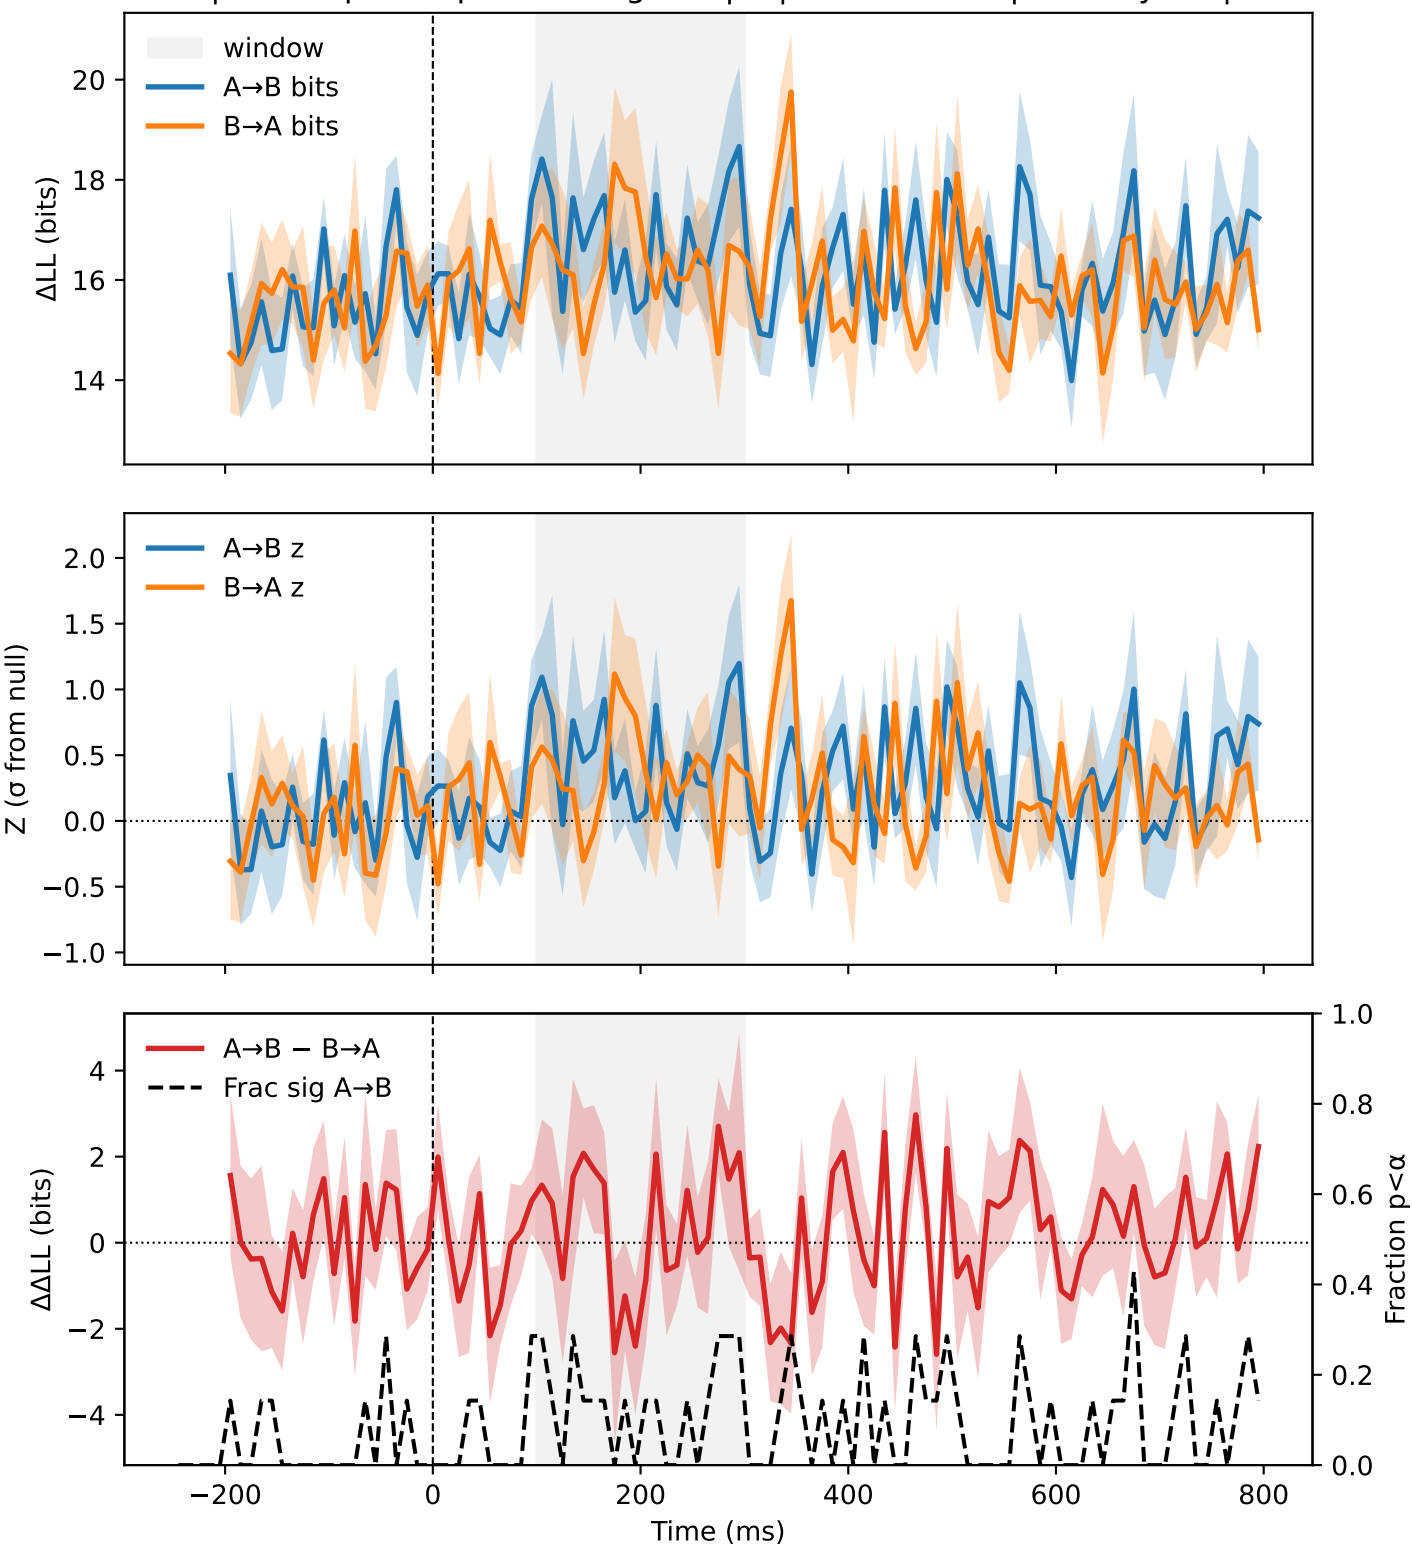 window
A→B bits
B→A bits
20
18
16
14
ΔLL (bits)
A→B z
B→A z
2.0
1.5
1.0
0.5
0.0
−0.5
−1.0
Z (σ from null)
A→B − B→A
Frac sig A→B
4
2
0
−2
−4
ΔΔLL (bits)
1.0
0.8
0.6
0.4
0.2
0.0
Fraction p<α
−200
0
200
400
600
800
Time (ms)